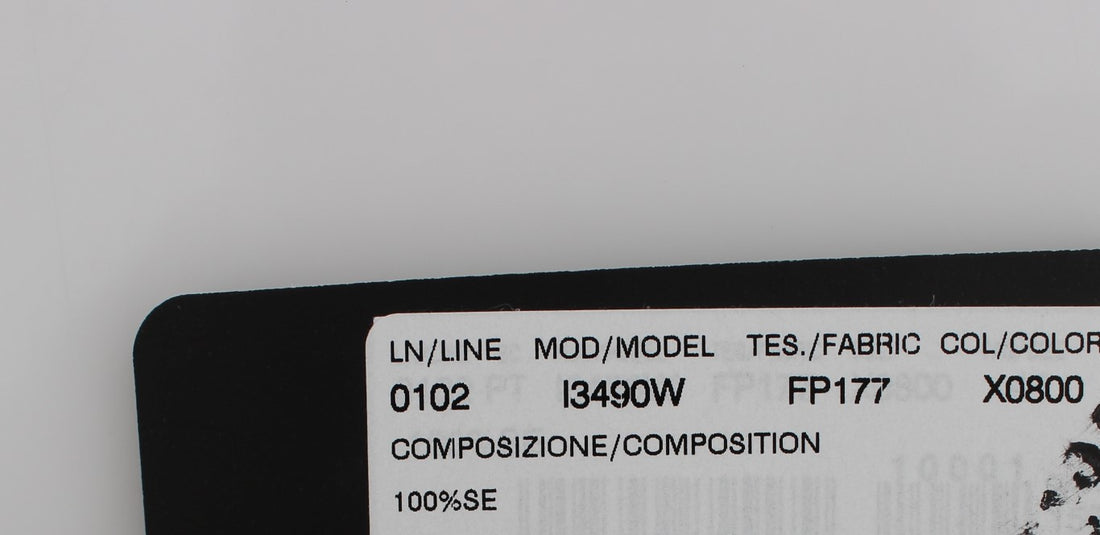 LN/LINE MOD/MODEL TES./FABRIC COL/COLOR
0102 I3490W FP177 X0800
COMPOSIZIONE/COMPOSITION
100%SE